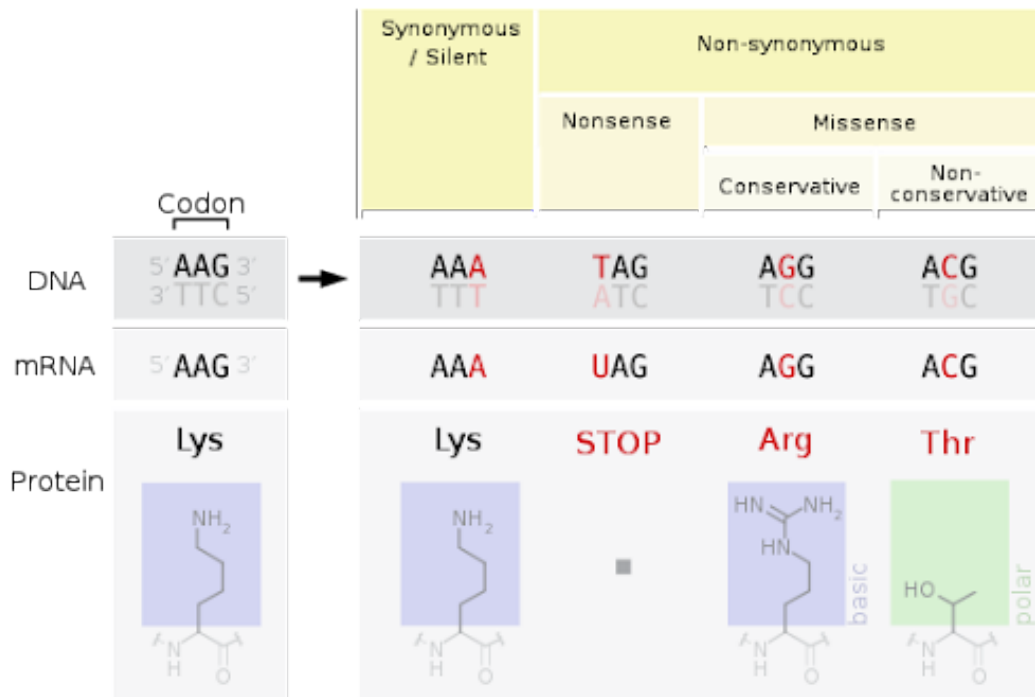 Synonymous
/ Silent
Non-synonymous
Nonsense
Missense
Conservative
Non-
conservative
Codon
DNA
5′ AAG 3′
3′ TTC 5′
AAA
TTT
TAG
ATC
AGG
TCC
ACG
TGC
mRNA
5′ AAG 3′
AAA
UAG
AGG
ACG
Protein
Lys
Lys
STOP
Arg
Thr
NH2
NH2
HN
NH2
HN
HO
basic
polar
N
H
O
N
H
O
N
H
O
N
H
O